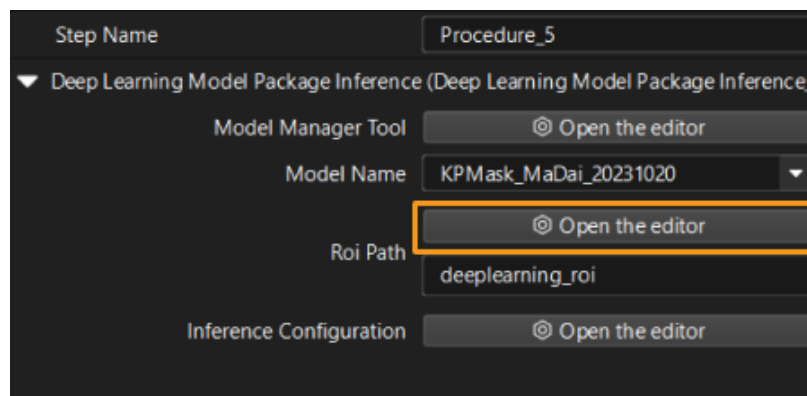 Step Name Procedure_5
Deep Learning Model Package Inference (Deep Learning Model Package Inference_
Model Manager Tool Open the editor
Model Name KPMask_MaDai_20231020
Open the editor
Roi Path
deeplearning_roi
Inference Configuration Open the editor